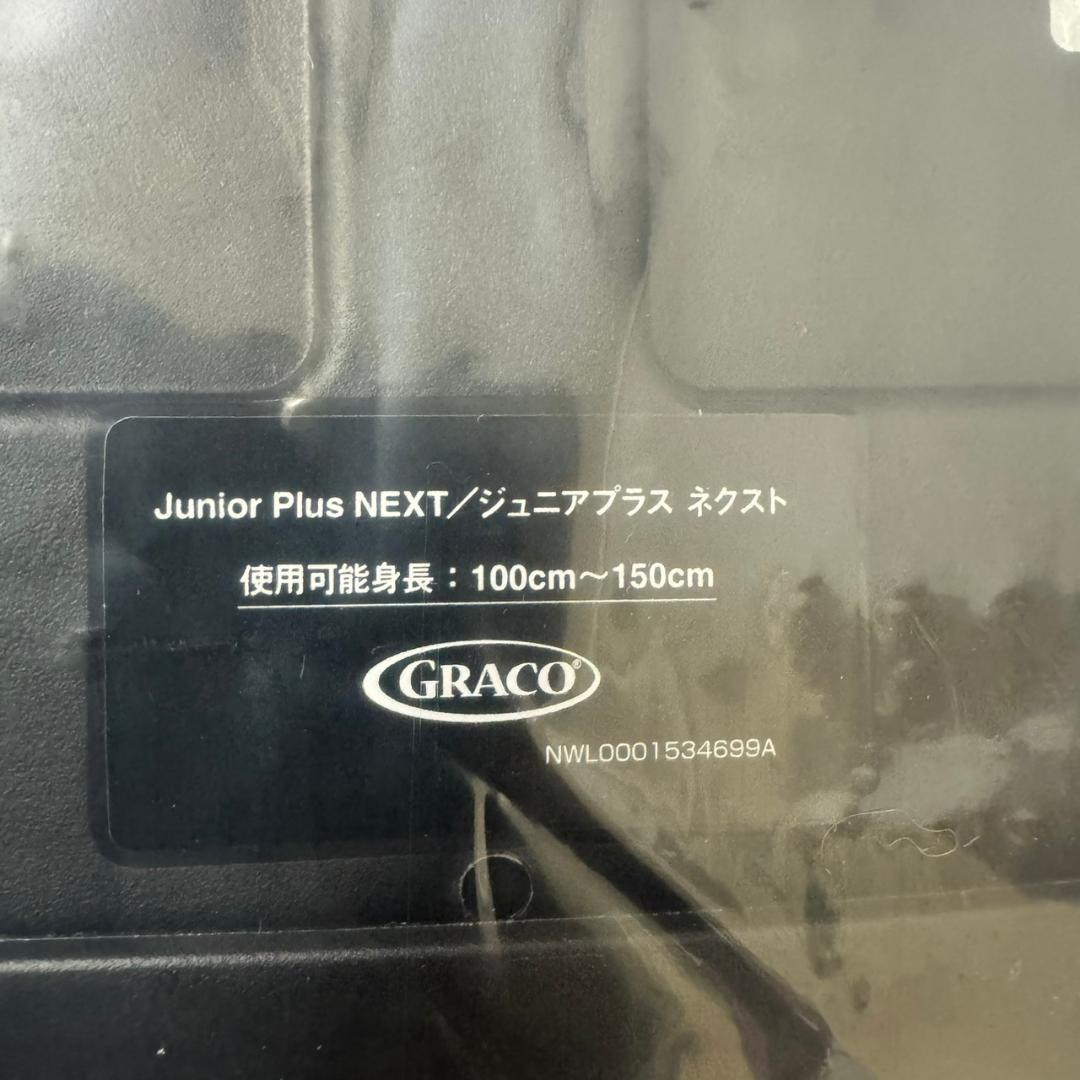 Junior Plus NEXT／ジュニアプラス ネクスト
使用可能身長：100cm～150cm
GRACO®
NWL0001534699A